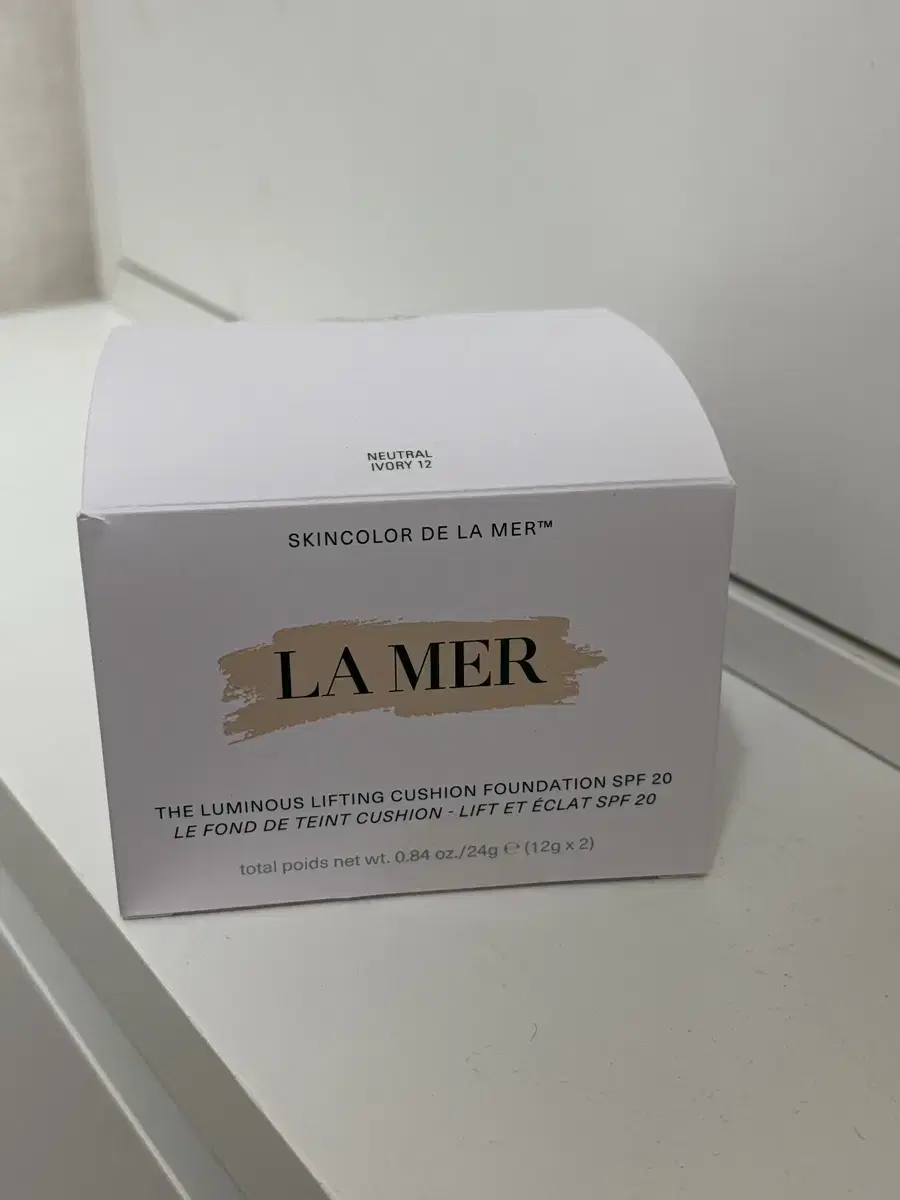 NEUTRAL
IVORY 12
SKINCOLOR DE LA MER™
LA MER
THE LUMINOUS LIFTING CUSHION FOUNDATION SPF 20
LE FOND DE TEINT CUSHION - LIFT ET ÉCLAT SPF 20
total poids net wt. 0.84 oz./24g ℮ (12g x 2)